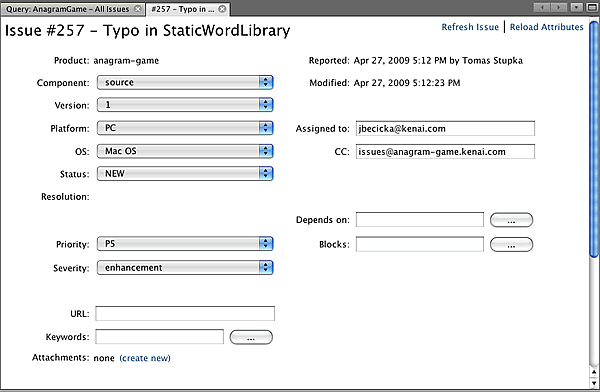 Query: AnagramGame - All Issues
#257 - Typo in ...
Issue #257 - Typo in StaticWordLibrary
Refresh Issue | Reload Attributes
Product: anagram-game
Reported: Apr 27, 2009 5:12 PM by Tomas Stupka
Component: source
Modified: Apr 27, 2009 5:12:23 PM
Version: 1
Platform: PC
Assigned to: jbecicka@kenai.com
OS: Mac OS
CC: issues@anagram-game.kenai.com
Status: NEW
Resolution:
Depends on: ...
Priority: P5
Blocks: ...
Severity: enhancement
URL:
Keywords: ...
Attachments: none (create new)